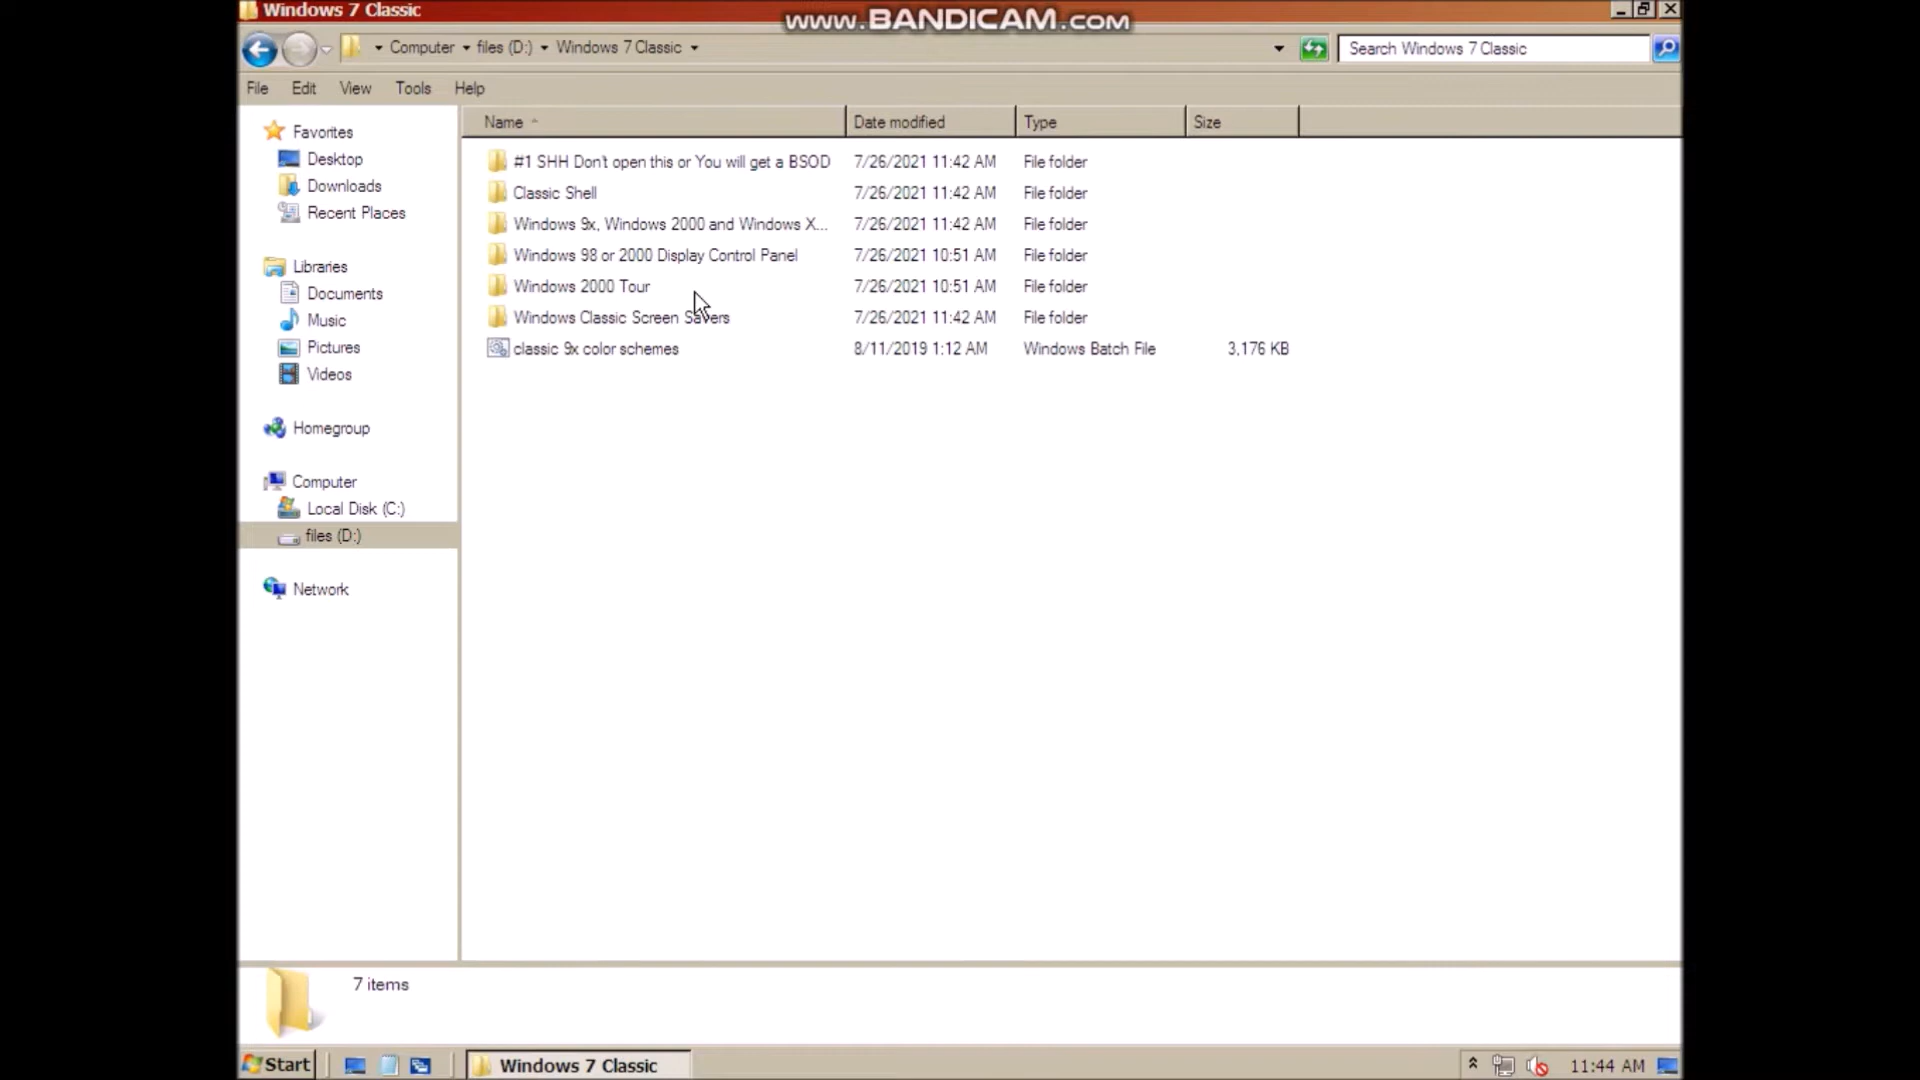 Windows 7 Classic
www.BANDICAM.com
Computer files (D:) Windows 7 Classic
Search Windows 7 Classic
File Edit View Tools Help
Name Date modified Type Size
Favorites
Desktop
Downloads
Recent Places
Libraries
Documents
Music
Pictures
Videos
Homegroup
Computer
Local Disk (C:)
files (D:)
Network
#1 SHH Don't open this or You will get a BSOD 7/26/2021 11:42 AM File folder
Classic Shell 7/26/2021 11:42 AM File folder
Windows 9x, Windows 2000 and Windows X... 7/26/2021 11:42 AM File folder
Windows 98 or 2000 Display Control Panel 7/26/2021 10:51 AM File folder
Windows 2000 Tour 7/26/2021 10:51 AM File folder
Windows Classic Screen Savers 7/26/2021 11:42 AM File folder
classic 9x color schemes 8/11/2019 1:12 AM Windows Batch File 3,176 KB
7 items
Start Windows 7 Classic 11:44 AM